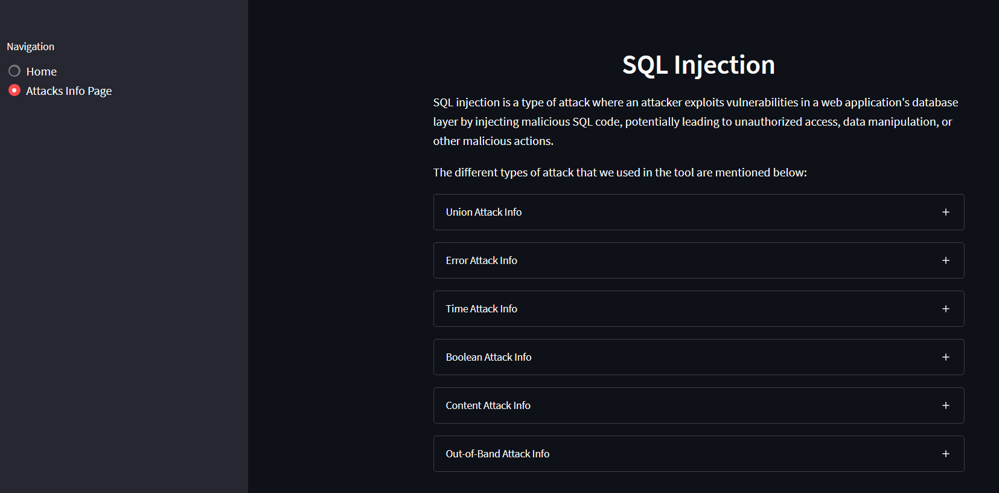 Navigation
Home
Attacks Info Page
SQL Injection
SQL injection is a type of attack where an attacker exploits vulnerabilities in a web application's database
layer by injecting malicious SQL code, potentially leading to unauthorized access, data manipulation, or
other malicious actions.
The different types of attack that we used in the tool are mentioned below:
Union Attack Info
Error Attack Info
Time Attack Info
Boolean Attack Info
Content Attack Info
Out-of-Band Attack Info